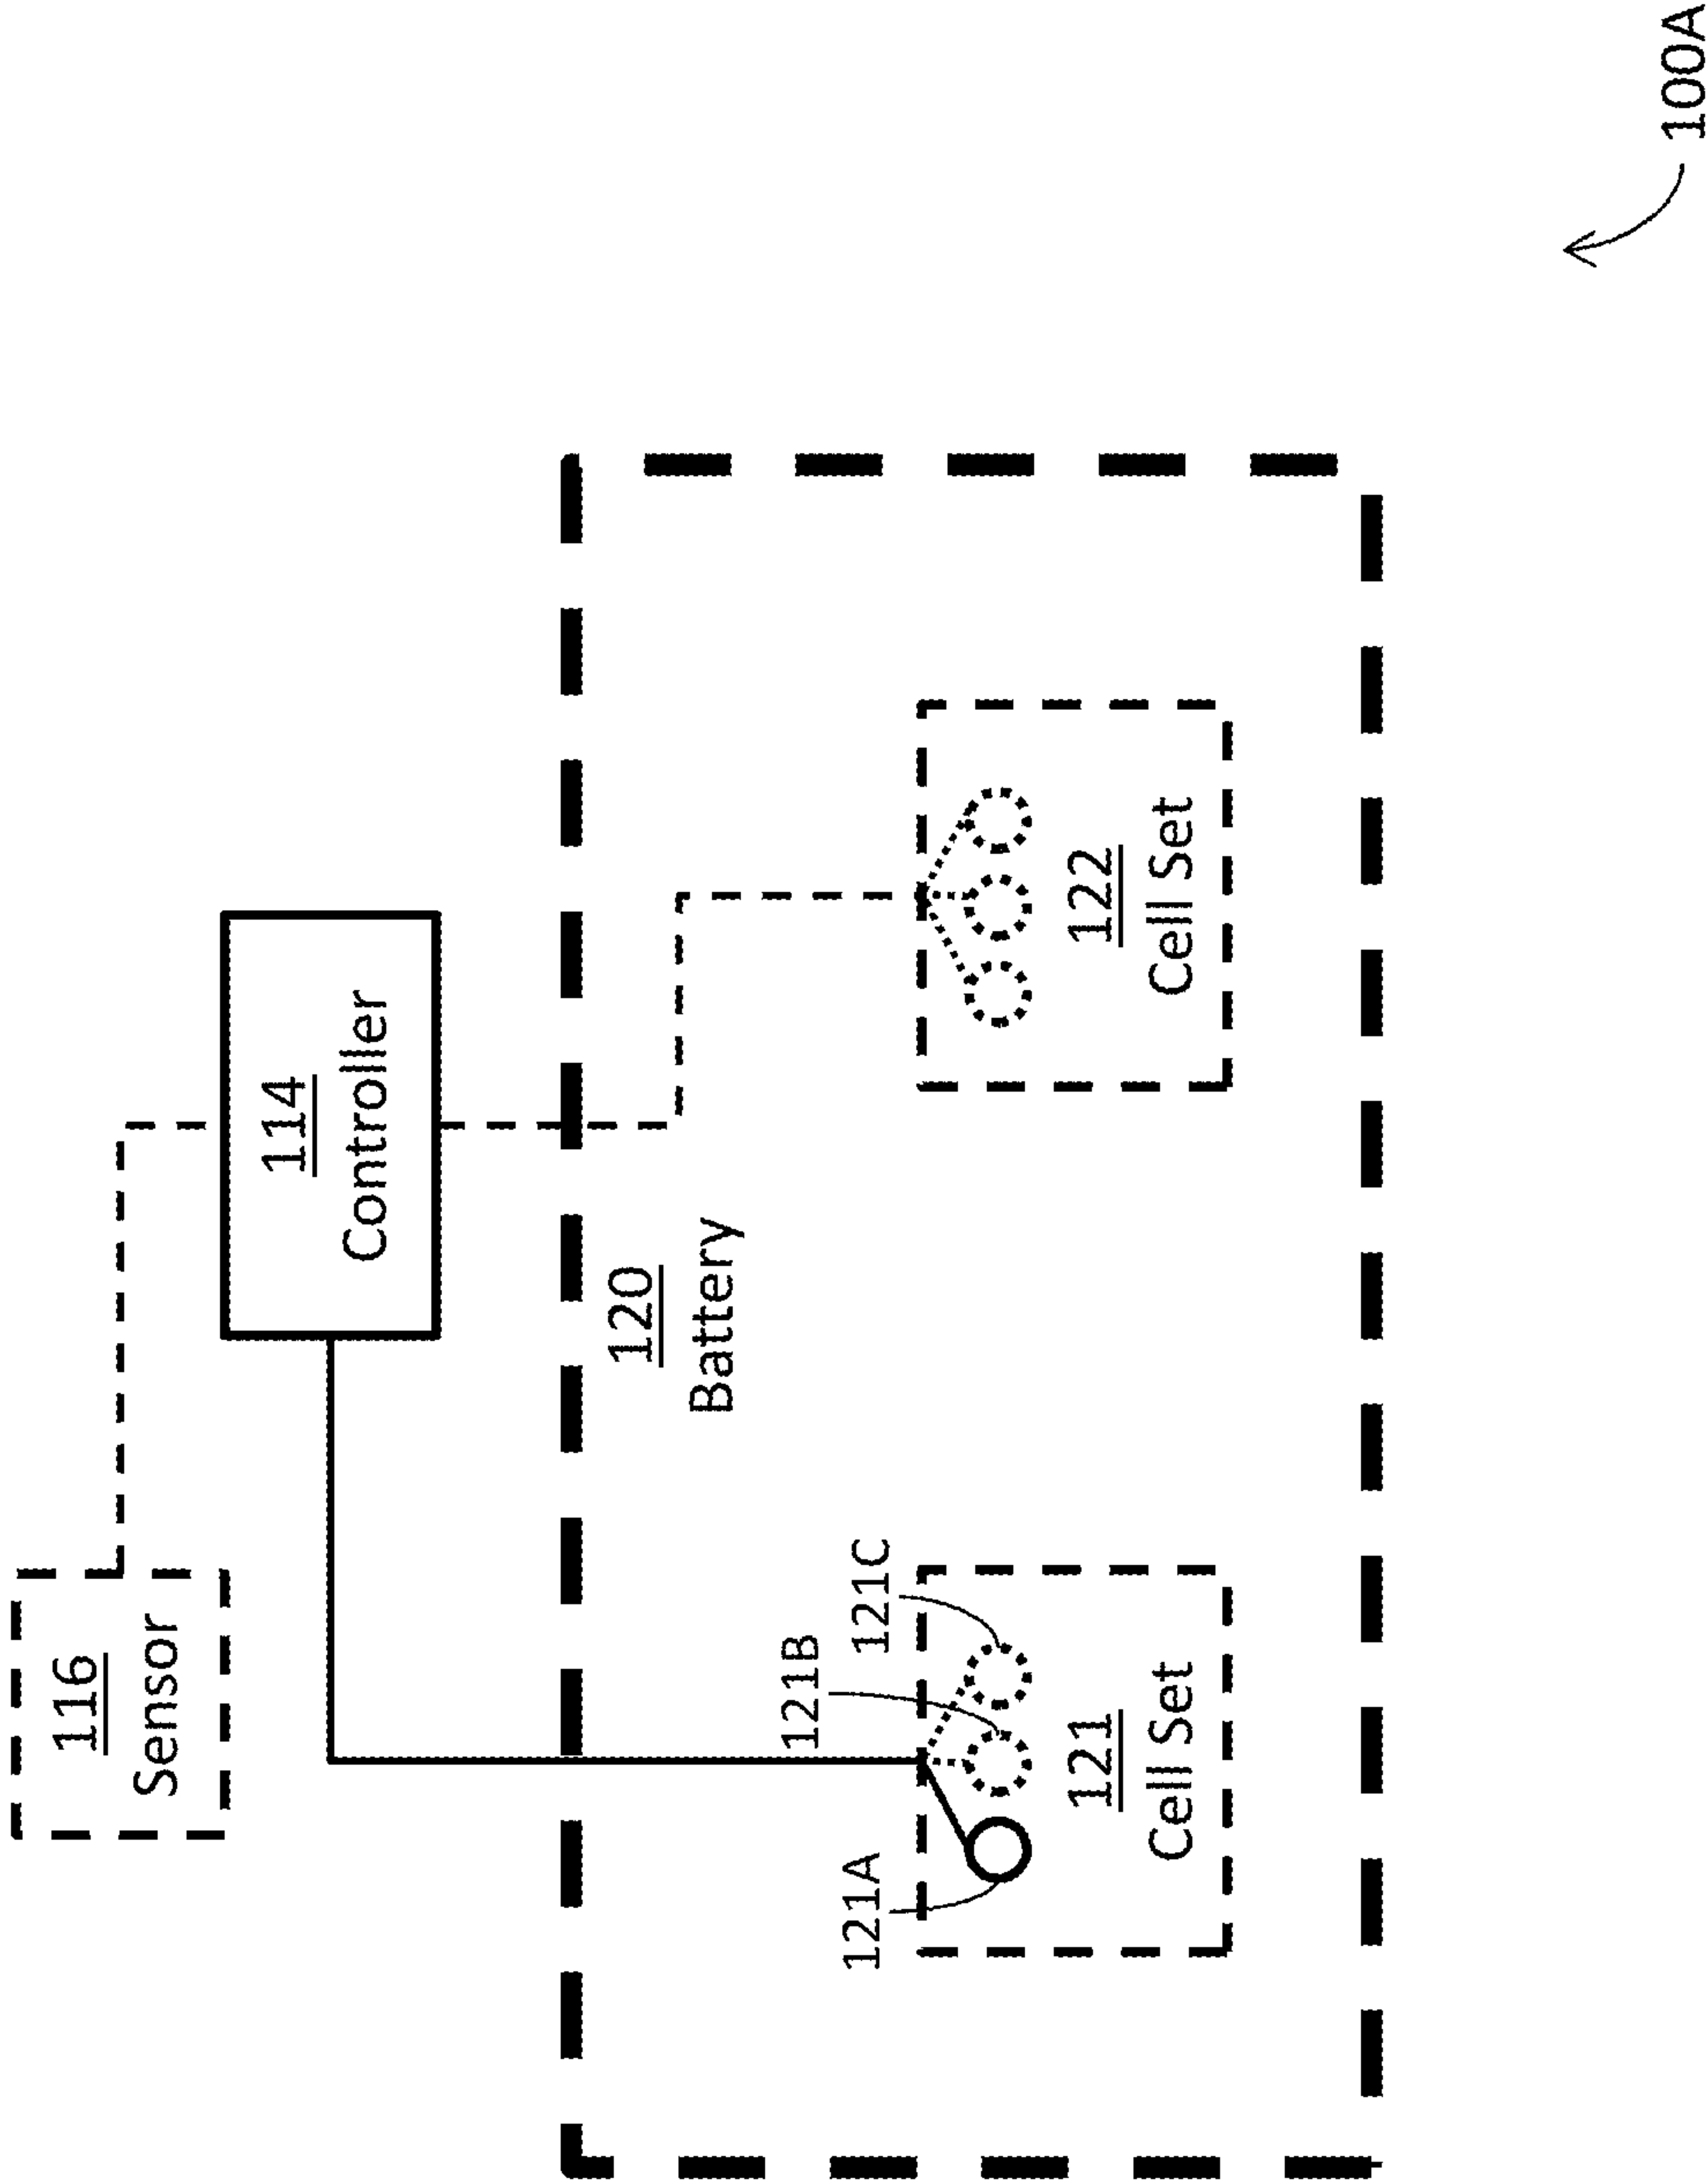 116
Sensor
114
Controller
120
Battery
121A
121B
121C
121
Cell Set
122
Cell Set
100A